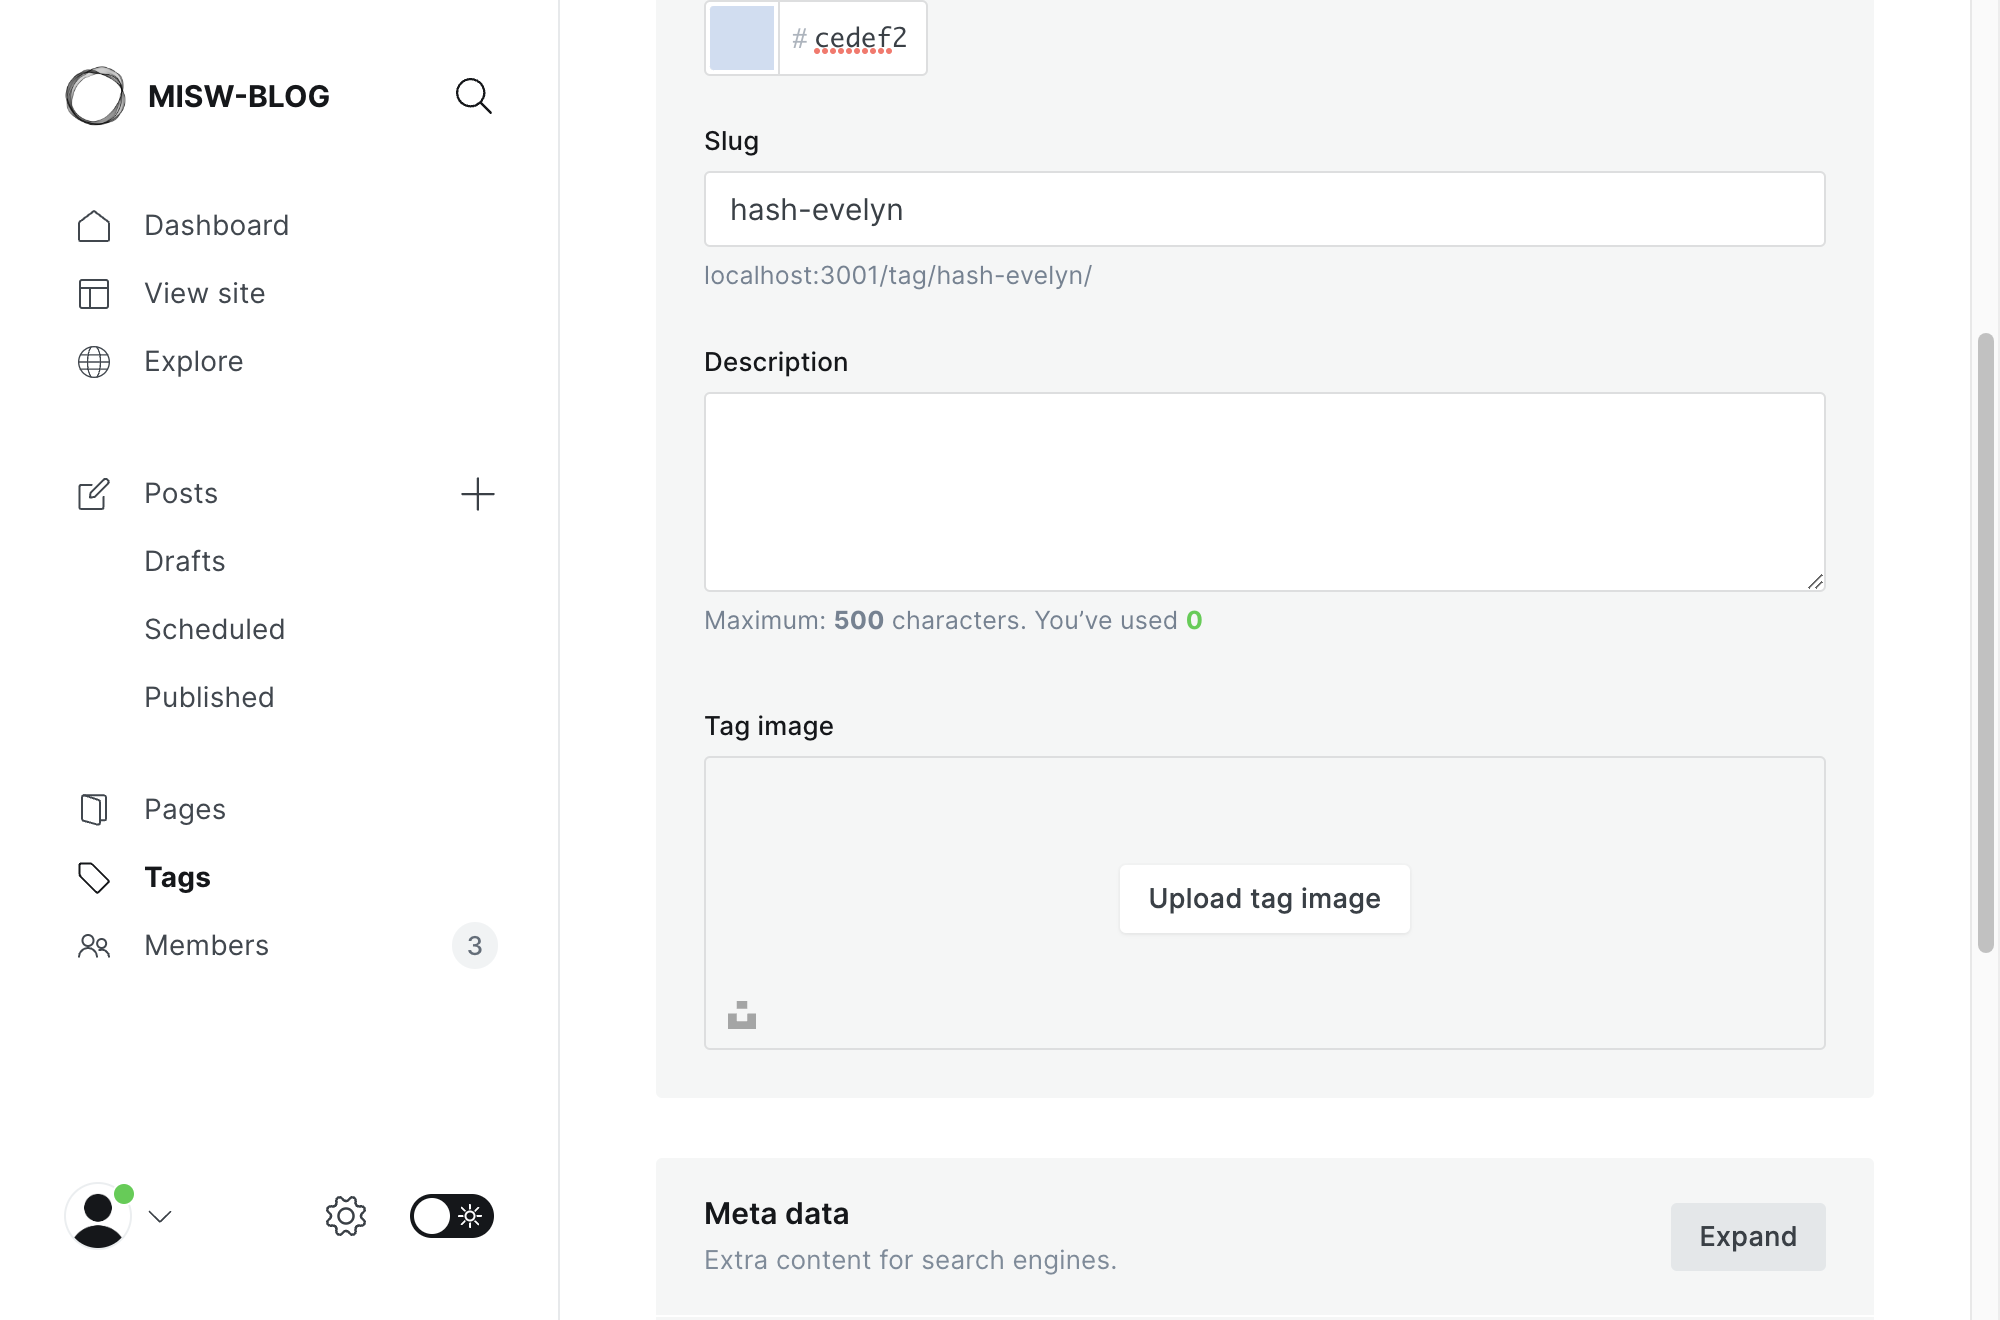 MISW-BLOG
Dashboard
View site
Explore
Posts
Drafts
Scheduled
Published
Pages
Tags
Members
3
# cedef2
Slug
hash-evelyn
localhost:3001/tag/hash-evelyn/
Description
Maximum: 500 characters. You’ve used 0
Tag image
Upload tag image
Meta data
Extra content for search engines.
Expand